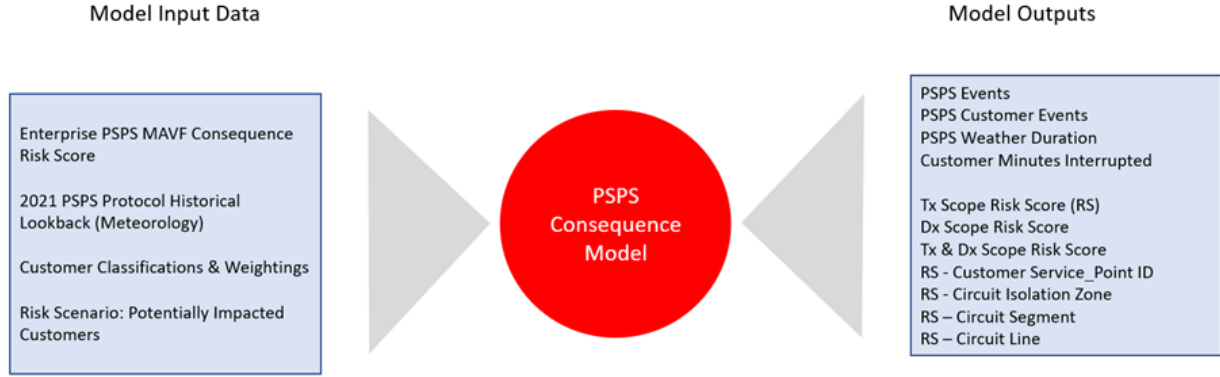 Model Input Data
Enterprise PSPS MAVF Consequence
Risk Score
2021 PSPS Protocol Historical
Lookback (Meteorology)
Customer Classifications & Weightings
Risk Scenario: Potentially Impacted
Customers
PSPS
Consequence
Model
Model Outputs
PSPS Events
PSPS Customer Events
PSPS Weather Duration
Customer Minutes Interrupted
Tx Scope Risk Score (RS)
Dx Scope Risk Score
Tx & Dx Scope Risk Score
RS - Customer Service_Point ID
RS - Circuit Isolation Zone
RS – Circuit Segment
RS – Circuit Line